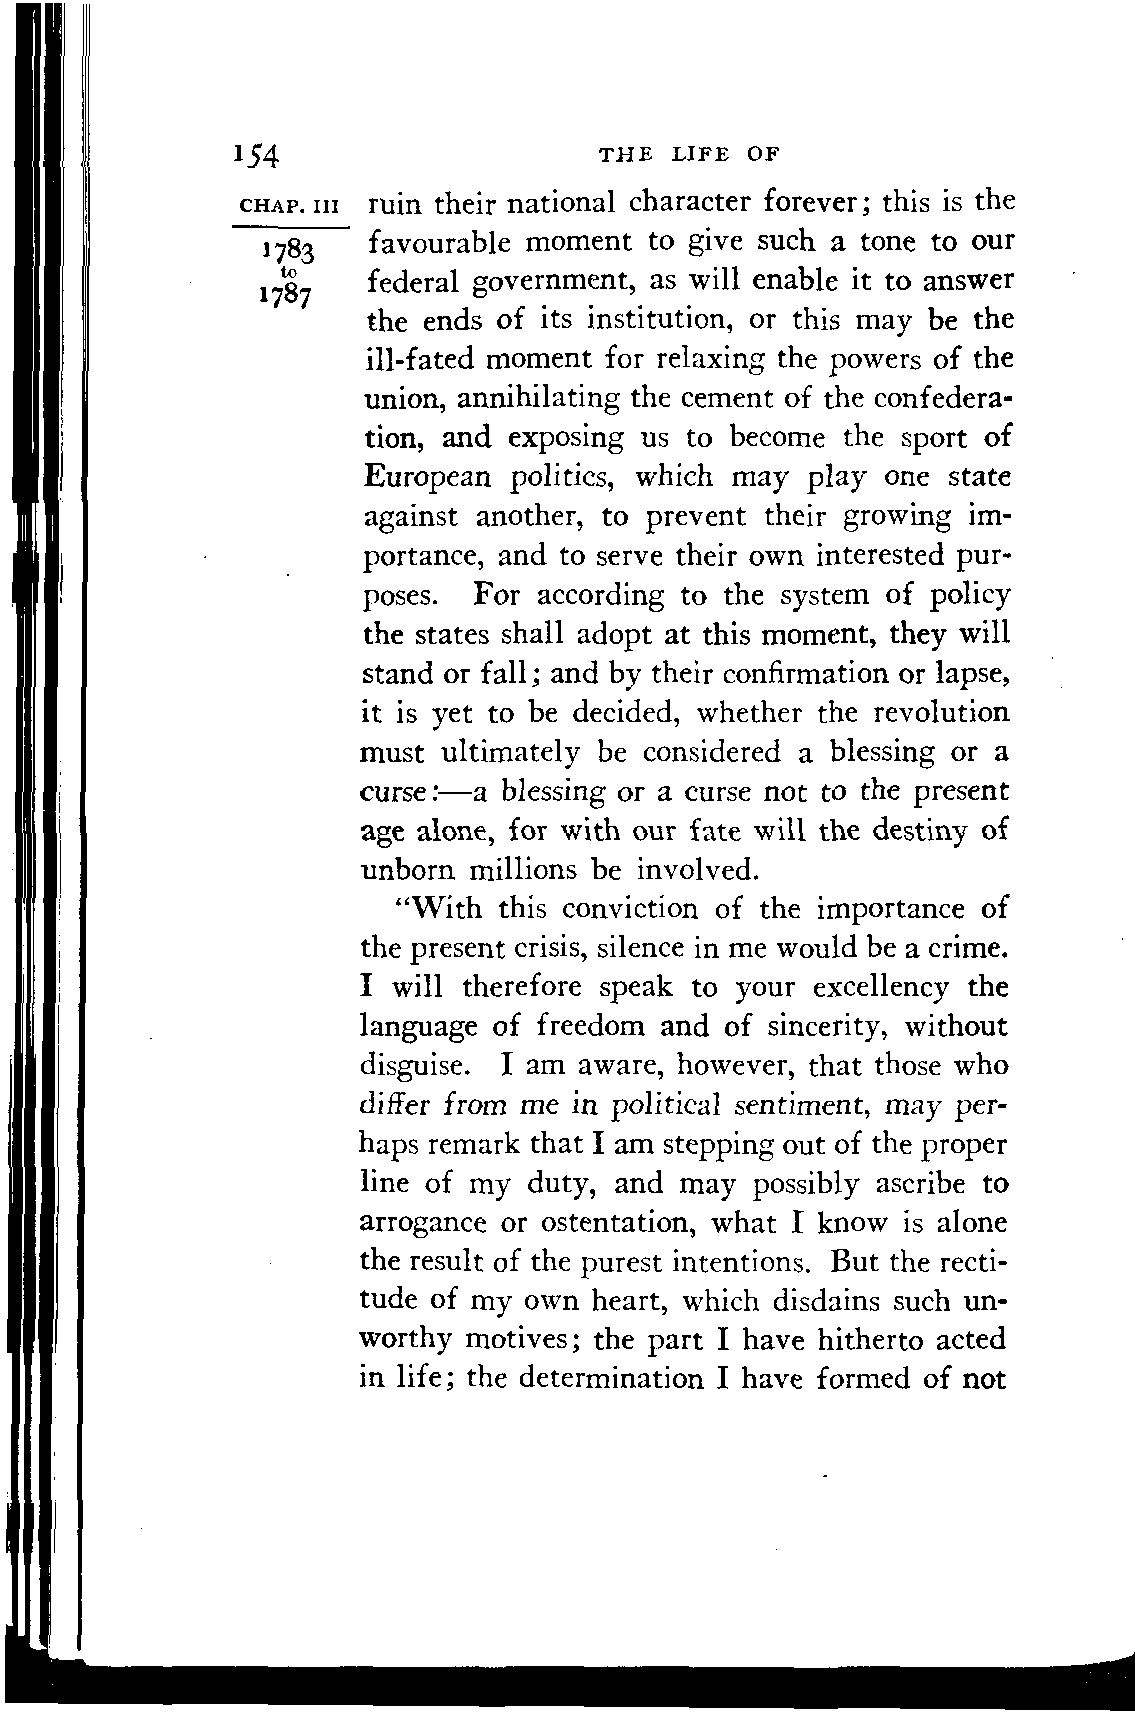 154 THE LIFE OF
CHAP. III
1783
to
1787
ruin their national character forever; this is the
favourable moment to give such a tone to our
federal government, as will enable it to answer
the ends of its institution, or this may be the
ill-fated moment for relaxing the powers of the
union, annihilating the cement of the confedera-
tion, and exposing us to become the sport of
European politics, which may play one state
against another, to prevent their growing im-
portance, and to serve their own interested pur-
poses. For according to the system of policy
the states shall adopt at this moment, they will
stand or fall; and by their confirmation or lapse,
it is yet to be decided, whether the revolution
must ultimately be considered a blessing or a
curse:—a blessing or a curse not to the present
age alone, for with our fate will the destiny of
unborn millions be involved.
“With this conviction of the importance of
the present crisis, silence in me would be a crime.
I will therefore speak to your excellency the
language of freedom and of sincerity, without
disguise. I am aware, however, that those who
differ from me in political sentiment, may per-
haps remark that I am stepping out of the proper
line of my duty, and may possibly ascribe to
arrogance or ostentation, what I know is alone
the result of the purest intentions. But the recti-
tude of my own heart, which disdains such un-
worthy motives; the part I have hitherto acted
in life; the determination I have formed of not